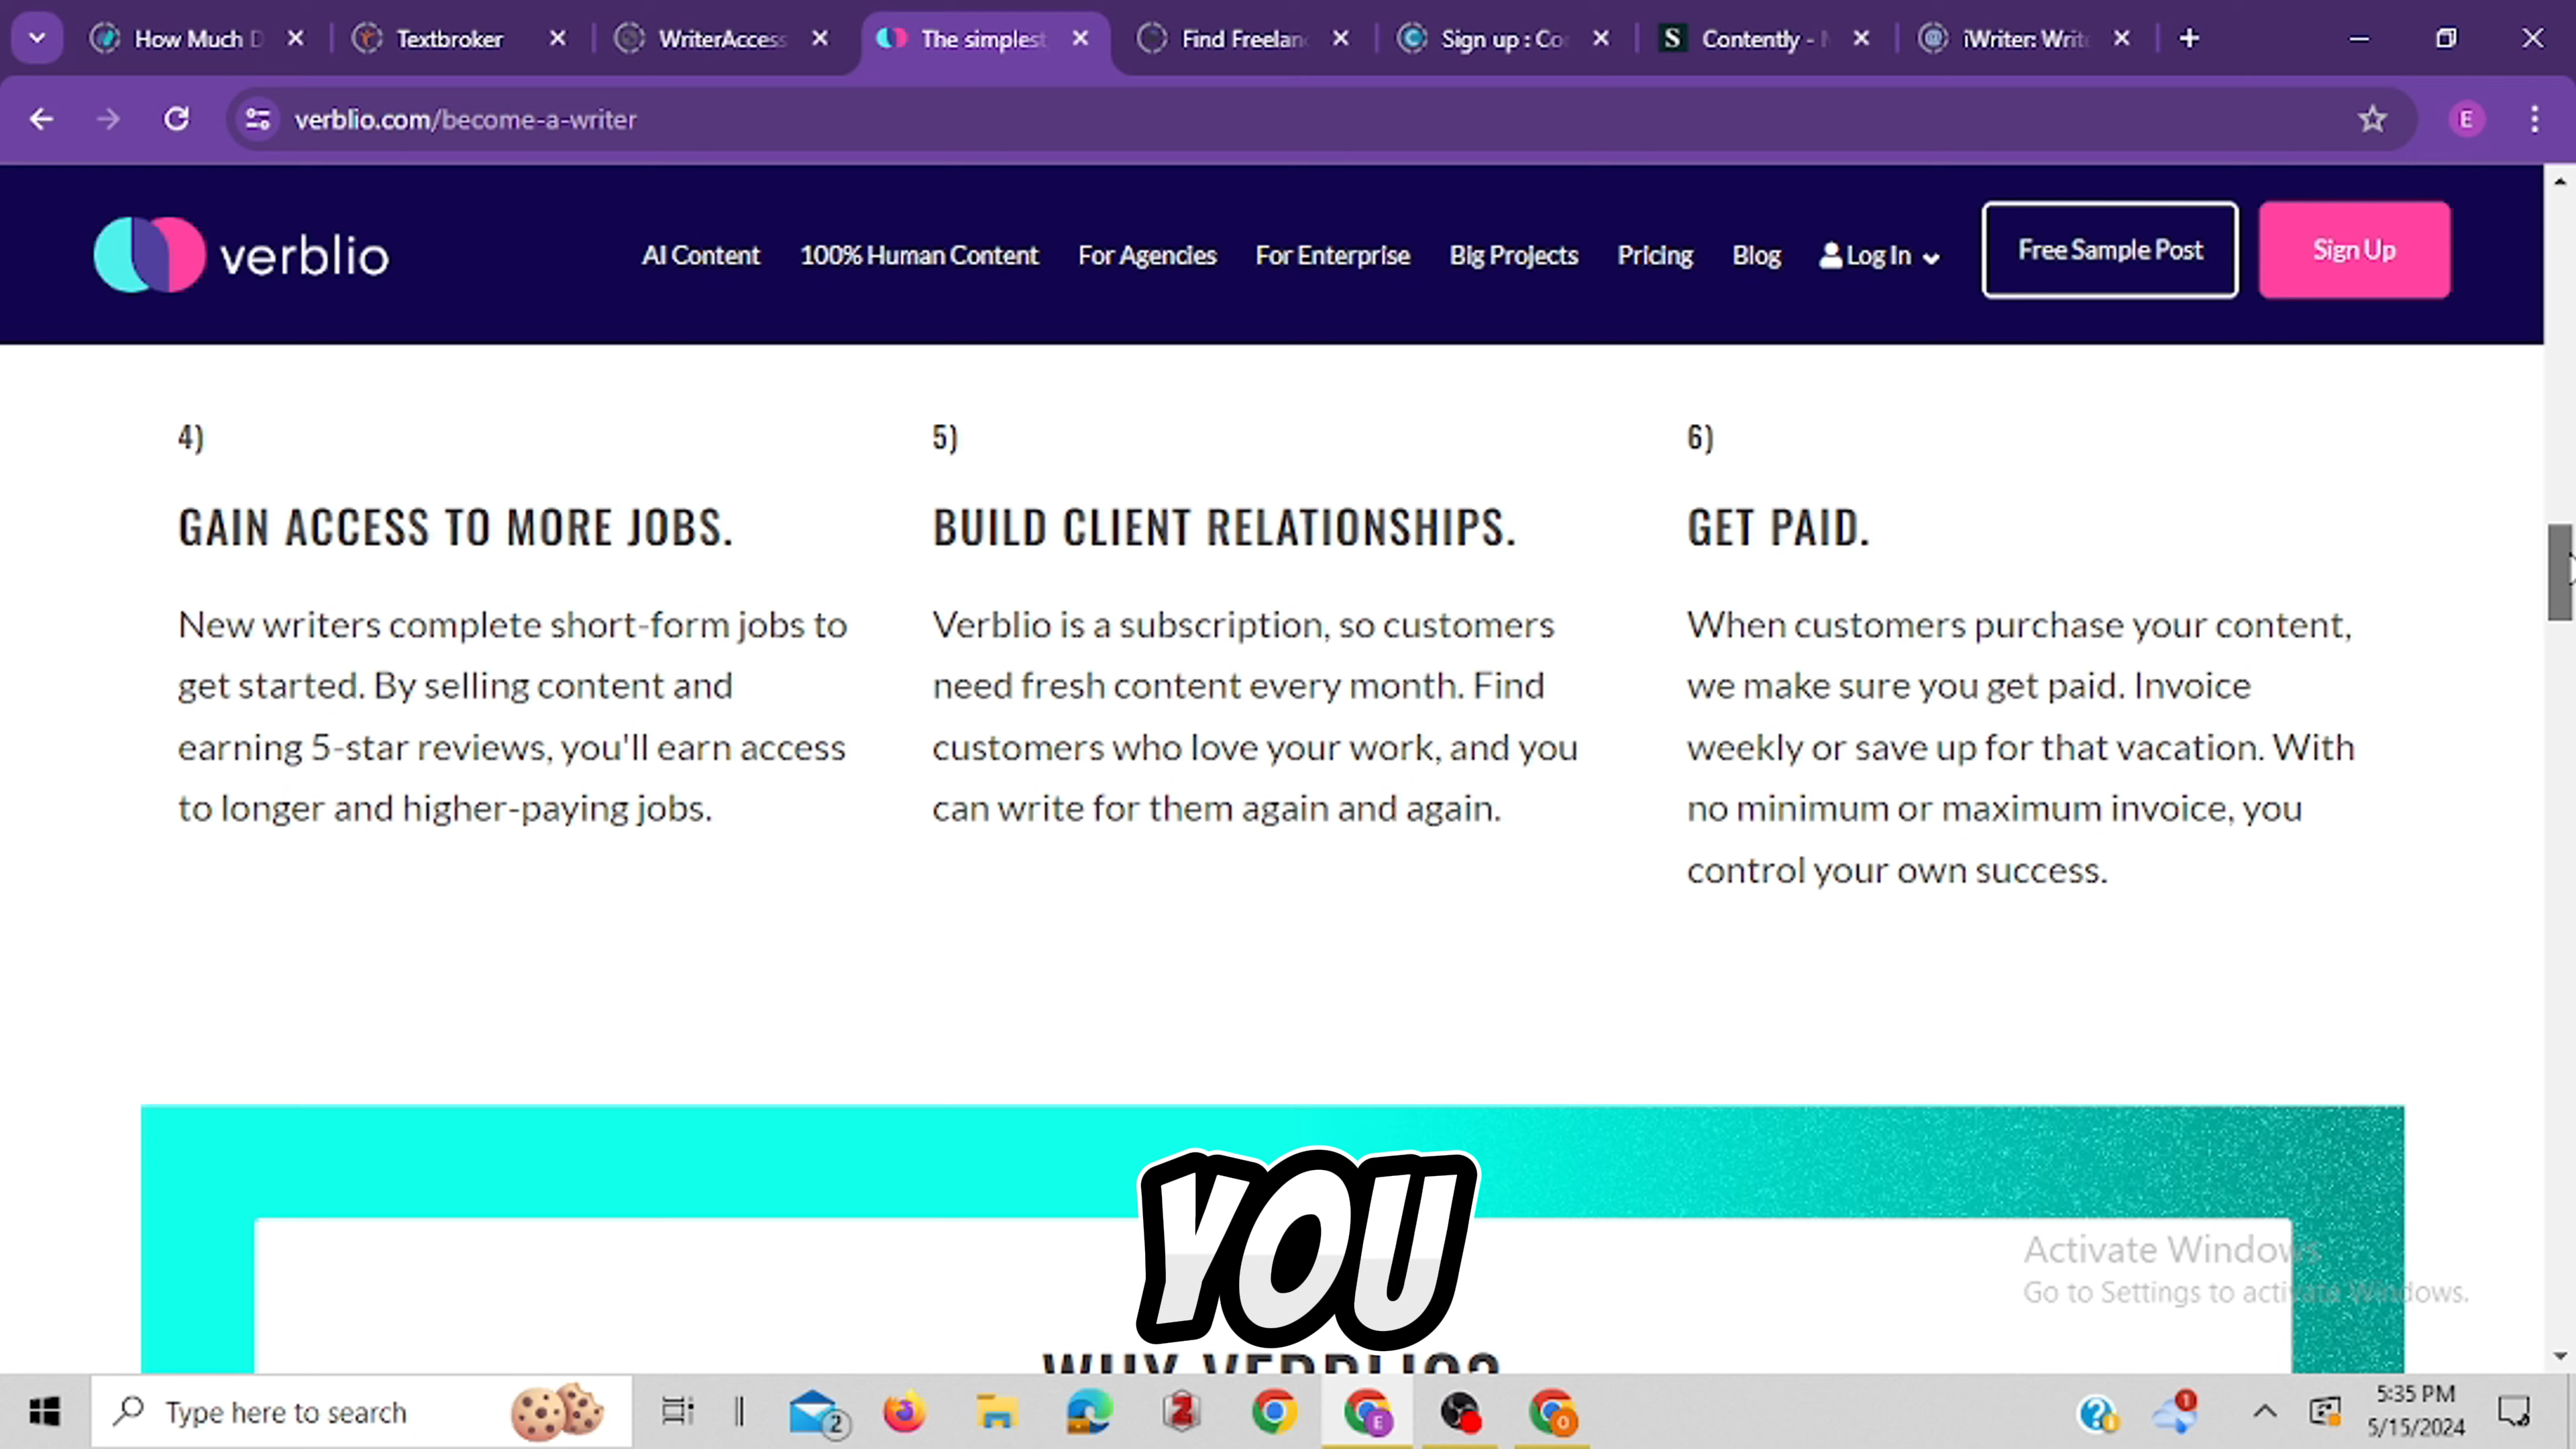 How Much D
Textbroker
WriterAccess
The simplest
Find Freelan
Sign up : Co
S
Contently -
iWriter: Write
verblio.com/become-a-writer
E
verblio
AI Content
100% Human Content
For Agencies
For Enterprise
Big Projects
Pricing
Blog
Log In
Free Sample Post
Sign Up
4)
GAIN ACCESS TO MORE JOBS.
New writers complete short-form jobs to
get started. By selling content and
earning 5-star reviews, you'll earn access
to longer and higher-paying jobs.
5)
BUILD CLIENT RELATIONSHIPS.
Verblio is a subscription, so customers
need fresh content every month. Find
customers who love your work, and you
can write for them again and again.
6)
GET PAID.
When customers purchase your content,
we make sure you get paid. Invoice
weekly or save up for that vacation. With
no minimum or maximum invoice, you
control your own success.
YOU
Activate Windows
Go to Settings to activate Windows.
WHY VERBLIO?
Type here to search
2
Z
E
O
1
5:35 PM
5/15/2024